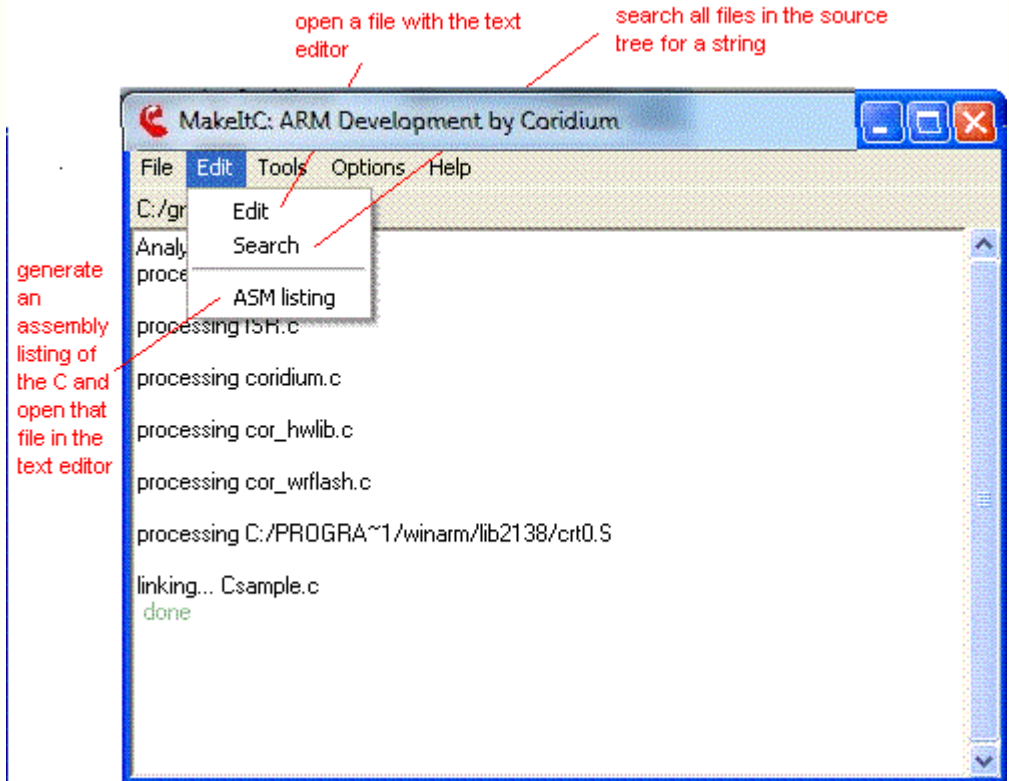 open a file with the text
editor
search all files in the source
tree for a string
MakeItC: ARM Development by Coridium
File Edit Tools Options Help
C:/gr
Edit
Search
ASM listing
Analy
proce
processing ISR.c
processing coridium.c
processing cor_hwlib.c
processing cor_wrflash.c
processing C:/PROGRA~1/winarm/lib2138/crt0.S
linking... Csample.c
done
generate
an
assembly
listing of
the C and
open that
file in the
text editor